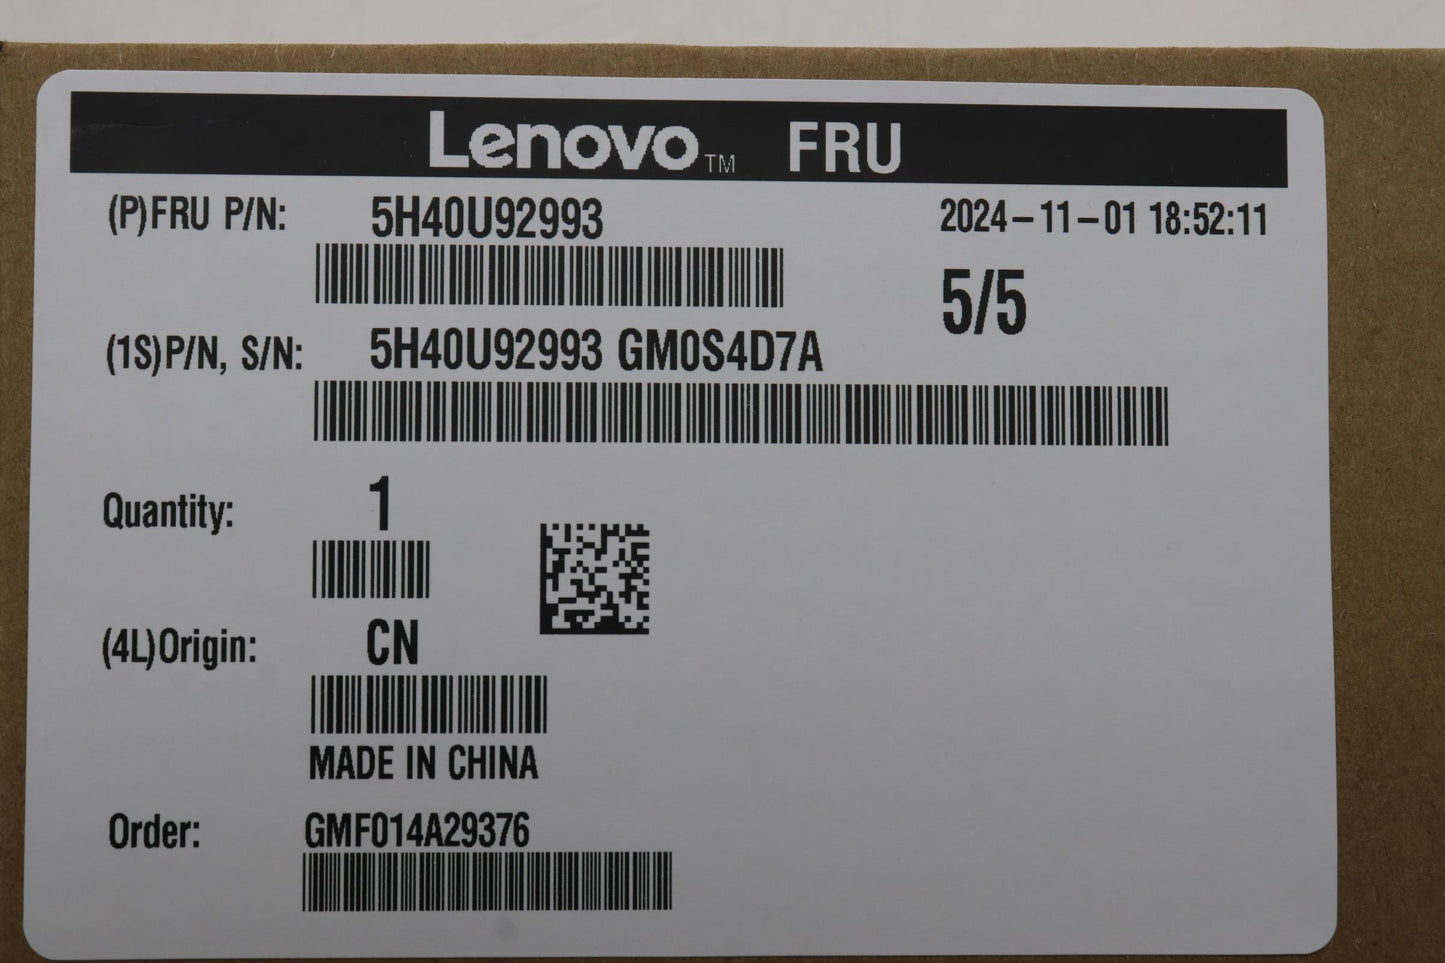 Lenovo™ FRU
(P)FRU P/N: 5H40U92993 2024-11-01 18:52:11
5/5
(1S)P/N, S/N: 5H40U92993 GM0S4D7A
Quantity: 1
(4L)Origin: CN
MADE IN CHINA
Order: GMF014A29376